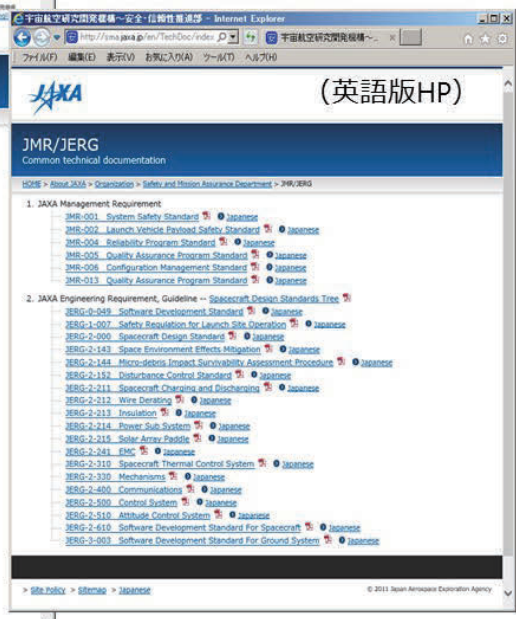 宇宙航空研究開発機構~安全・信頼性推進部 - Internet Explorer
http://sma.jaxa.jp/en/TechDoc/index
宇宙航空研究開発機構~...
ファイル(F) 編集(E) 表示(V) お気に入り(A) ツール(T) ヘルプ(H)
JAXA
(英語版HP)
JMR/JERG
Common technical documentation
HOME > About JAXA > Organization > Safety and Mission Assurance Department > JMR/JERG
1. JAXA Management Requirement
JMR-001 System Safety Standard Japanese
JMR-002 Launch Vehicle Payload Safety Standard Japanese
JMR-004 Reliability Program Standard Japanese
JMR-005 Quality Assurance Program Standard Japanese
JMR-006 Configuration Management Standard Japanese
JMR-013 Quality Assurance Program Standard Japanese
2. JAXA Engineering Requirement, Guideline -- Spacecraft Design Standards Tree
JERG-0-049 Software Development Standard Japanese
JERG-1-007 Safety Regulation for Launch Site Operation Japanese
JERG-2-000 Spacecraft Design Standard Japanese
JERG-2-143 Space Environment Effects Mitigation Japanese
JERG-2-144 Micro-debris Impact Survivability Assessment Procedure Japanese
JERG-2-152 Disturbance Control Standard Japanese
JERG-2-211 Spacecraft Charging and Discharging Japanese
JERG-2-212 Wire Derating Japanese
JERG-2-213 Insulation Japanese
JERG-2-214 Power Sub System Japanese
JERG-2-215 Solar Array Paddle Japanese
JERG-2-241 EMC Japanese
JERG-2-310 Spacecraft Thermal Control System Japanese
JERG-2-330 Mechanisms Japanese
JERG-2-400 Communications Japanese
JERG-2-500 Control System Japanese
JERG-2-510 Attitude Control System Japanese
JERG-2-610 Software Development Standard For Spacecraft Japanese
JERG-3-003 Software Development Standard For Ground System Japanese
> Site Policy > Sitemap > Japanese
© 2011 Japan Aerospace Exploration Agency